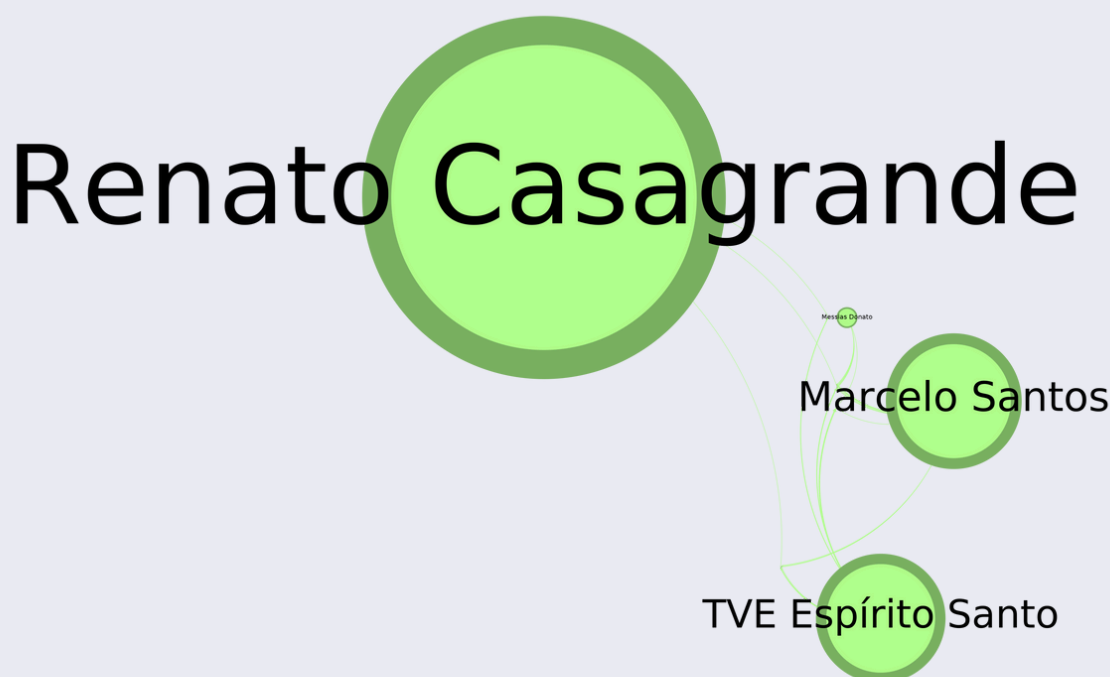 Renato Casagrande
Messias Donato
Marcelo Santos
TVE Espírito Santo